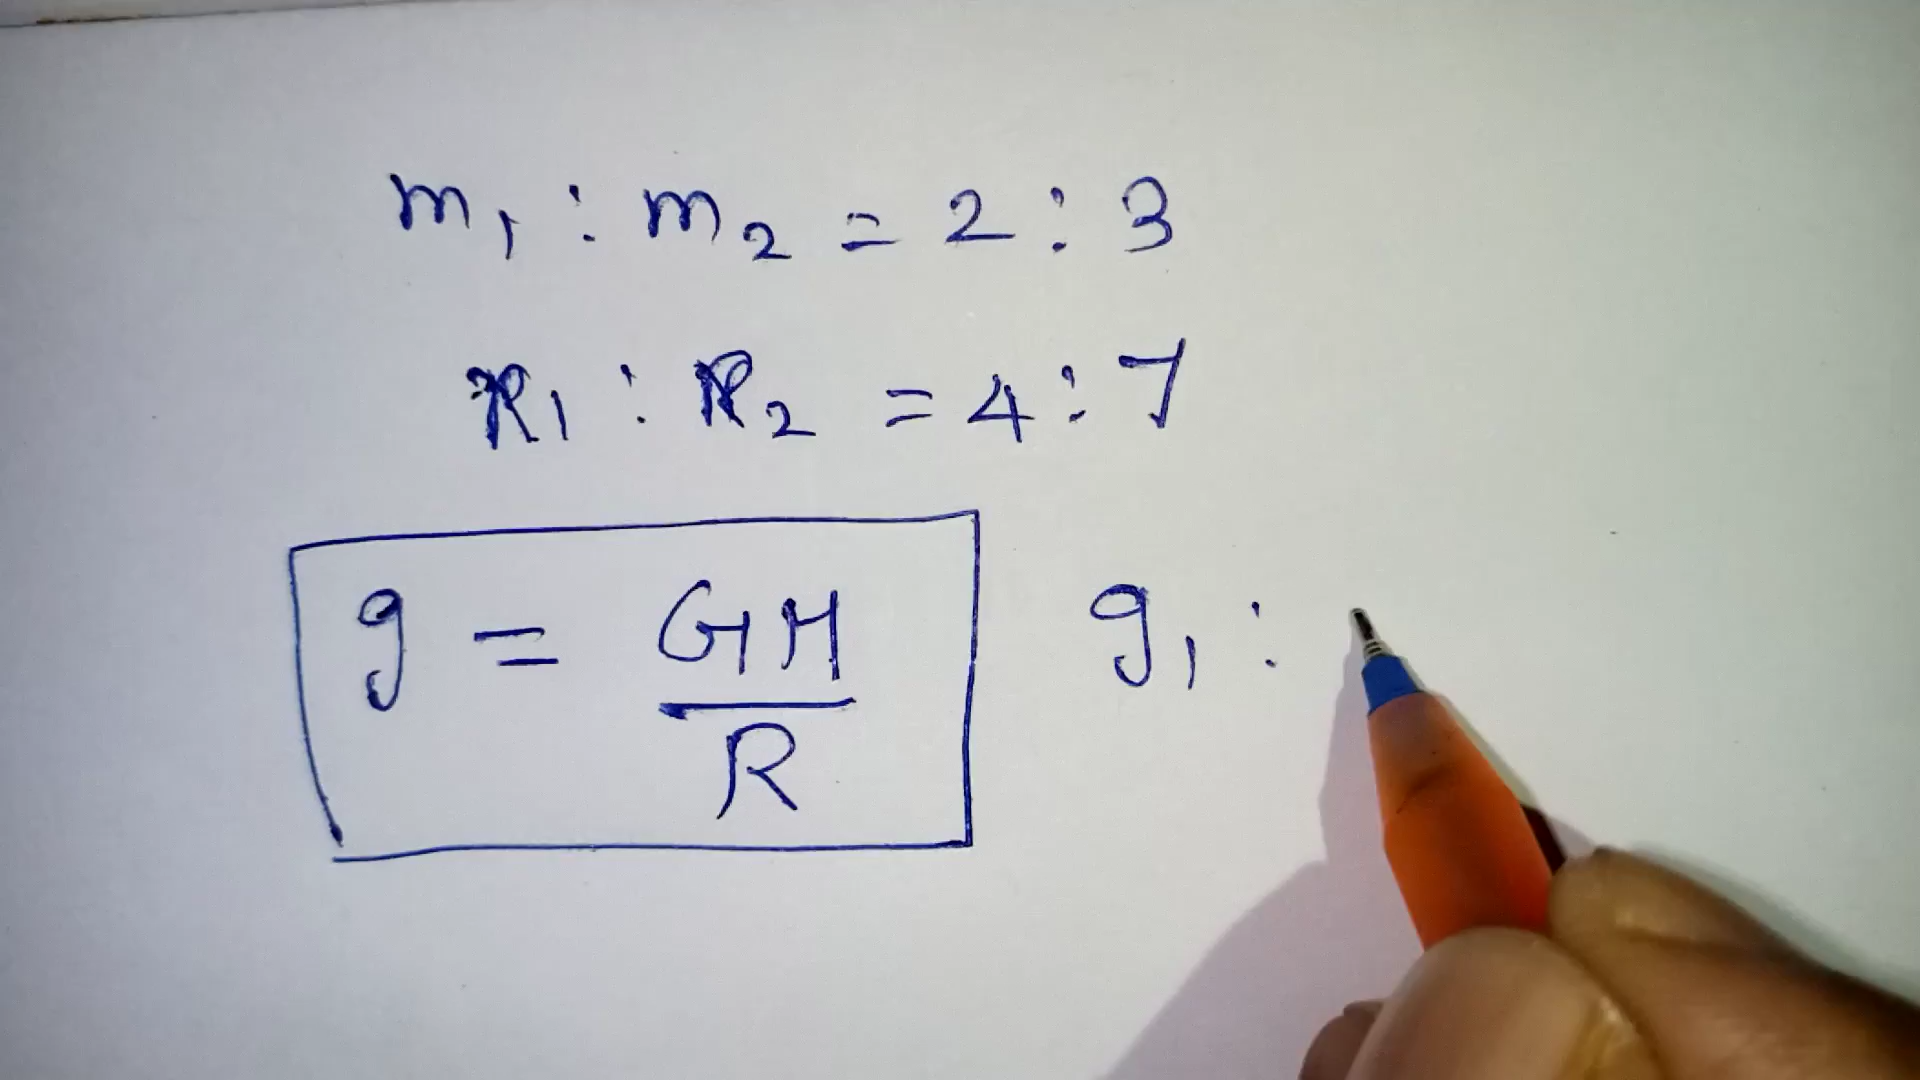 m₁ : m₂ = 2 : 3
R₁ : R₂ = 4 : 7
g = GM/R
g₁ :